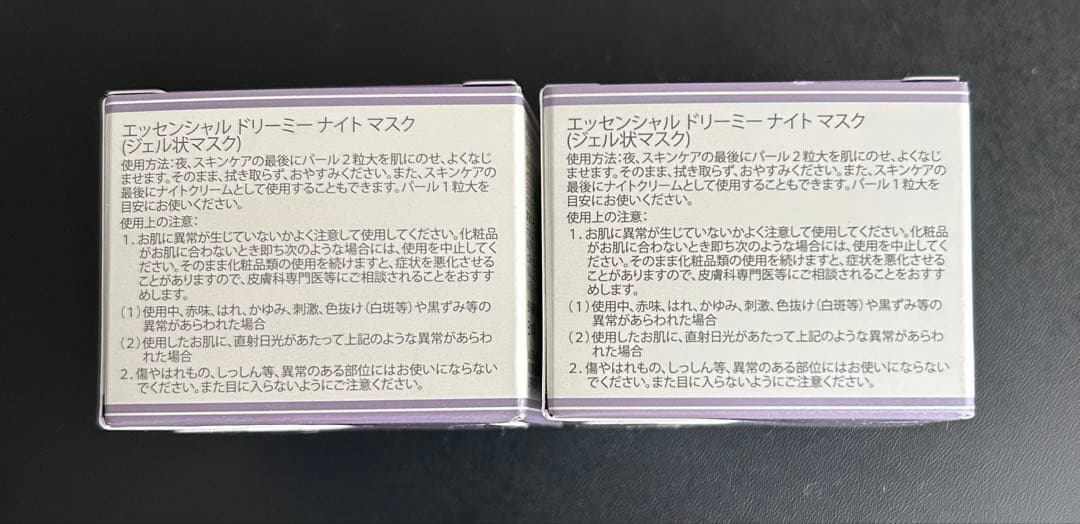 エッセンシャル ドリーミー ナイト マスク
(ジェル状マスク)
使用方法：夜、スキンケアの最後にパール２粒大を肌にのせ、よくなじ
ませます。そのまま、拭き取らず、おやすみください。また、スキンケアの
最後にナイトクリームとして使用することもできます。パール１粒大を
目安にお使いください。
使用上の注意：
1．お肌に異常が生じていないかよく注意して使用してください。化粧品
がお肌に合わないとき即ち次のような場合には、使用を中止してく
ださい。そのまま化粧品類の使用を続けますと、症状を悪化させる
ことがありますので、皮膚科専門医等にご相談されることをおすす
めします。
（1）使用中、赤味、はれ、かゆみ、刺激、色抜け（白斑等）や黒ずみ等の
異常があらわれた場合
（2）使用したお肌に、直射日光があたって上記のような異常があらわ
れた場合
2．傷やはれもの、しっしん等、異常のある部位にはお使いにならない
でください。また目に入らないようにご注意ください。
エッセンシャル ドリーミー ナイト マスク
(ジェル状マスク)
使用方法：夜、スキンケアの最後にパール２粒大を肌にのせ、よくなじ
ませます。そのまま、拭き取らず、おやすみください。また、スキンケアの
最後にナイトクリームとして使用することもできます。パール１粒大を
目安にお使いください。
使用上の注意：
1．お肌に異常が生じていないかよく注意して使用してください。化粧品
がお肌に合わないとき即ち次のような場合には、使用を中止してく
ださい。そのまま化粧品類の使用を続けますと、症状を悪化させる
ことがありますので、皮膚科専門医等にご相談されることをおすす
めします。
（1）使用中、赤味、はれ、かゆみ、刺激、色抜け（白斑等）や黒ずみ等の
異常があらわれた場合
（2）使用したお肌に、直射日光があたって上記のような異常があらわ
れた場合
2．傷やはれもの、しっしん等、異常のある部位にはお使いにならない
でください。また目に入らないようにご注意ください。